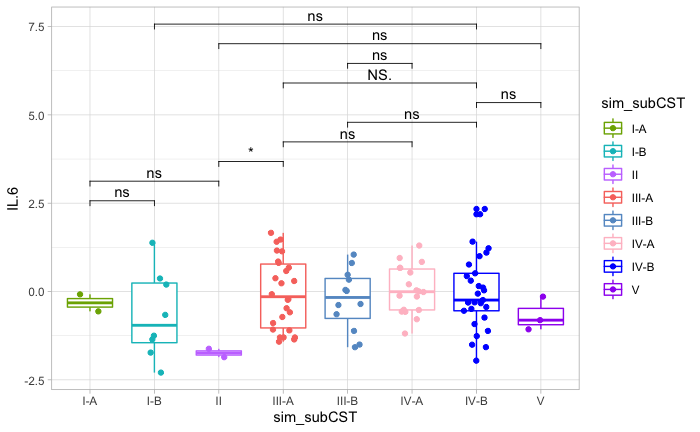 7.5
5.0
2.5
0.0
-2.5
IL.6
ns
ns
ns
NS.
ns
ns
ns
*
ns
ns
I-A
I-B
II
III-A
III-B
IV-A
IV-B
V
sim_subCST
sim_subCST
I-A
I-B
II
III-A
III-B
IV-A
IV-B
V